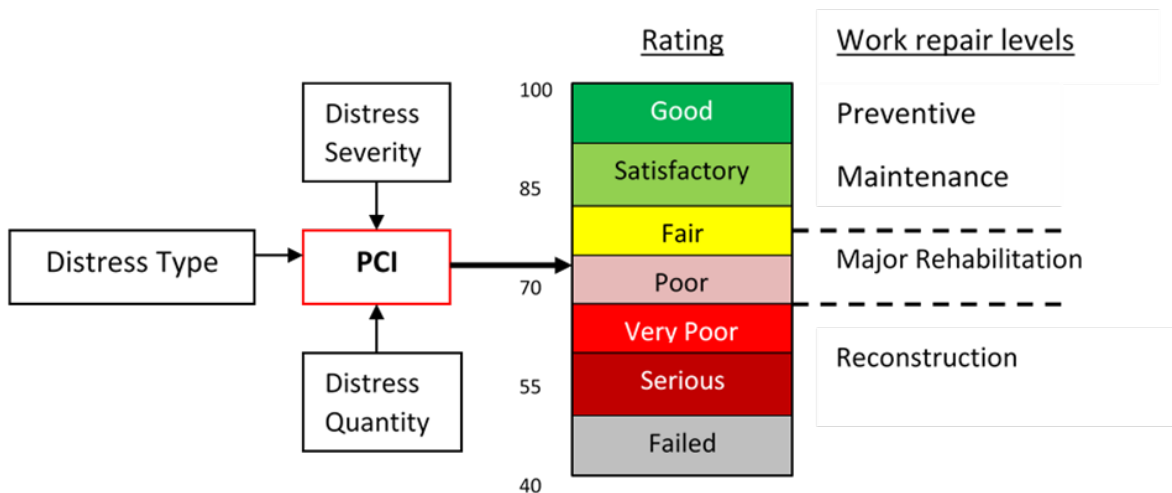 Rating
Work repair levels
100
Good
Preventive
Distress
Severity
Satisfactory
85
Maintenance
Distress Type
PCI
Fair
Major Rehabilitation
70
Poor
Very Poor
Reconstruction
Distress
Quantity
55
Serious
Failed
40